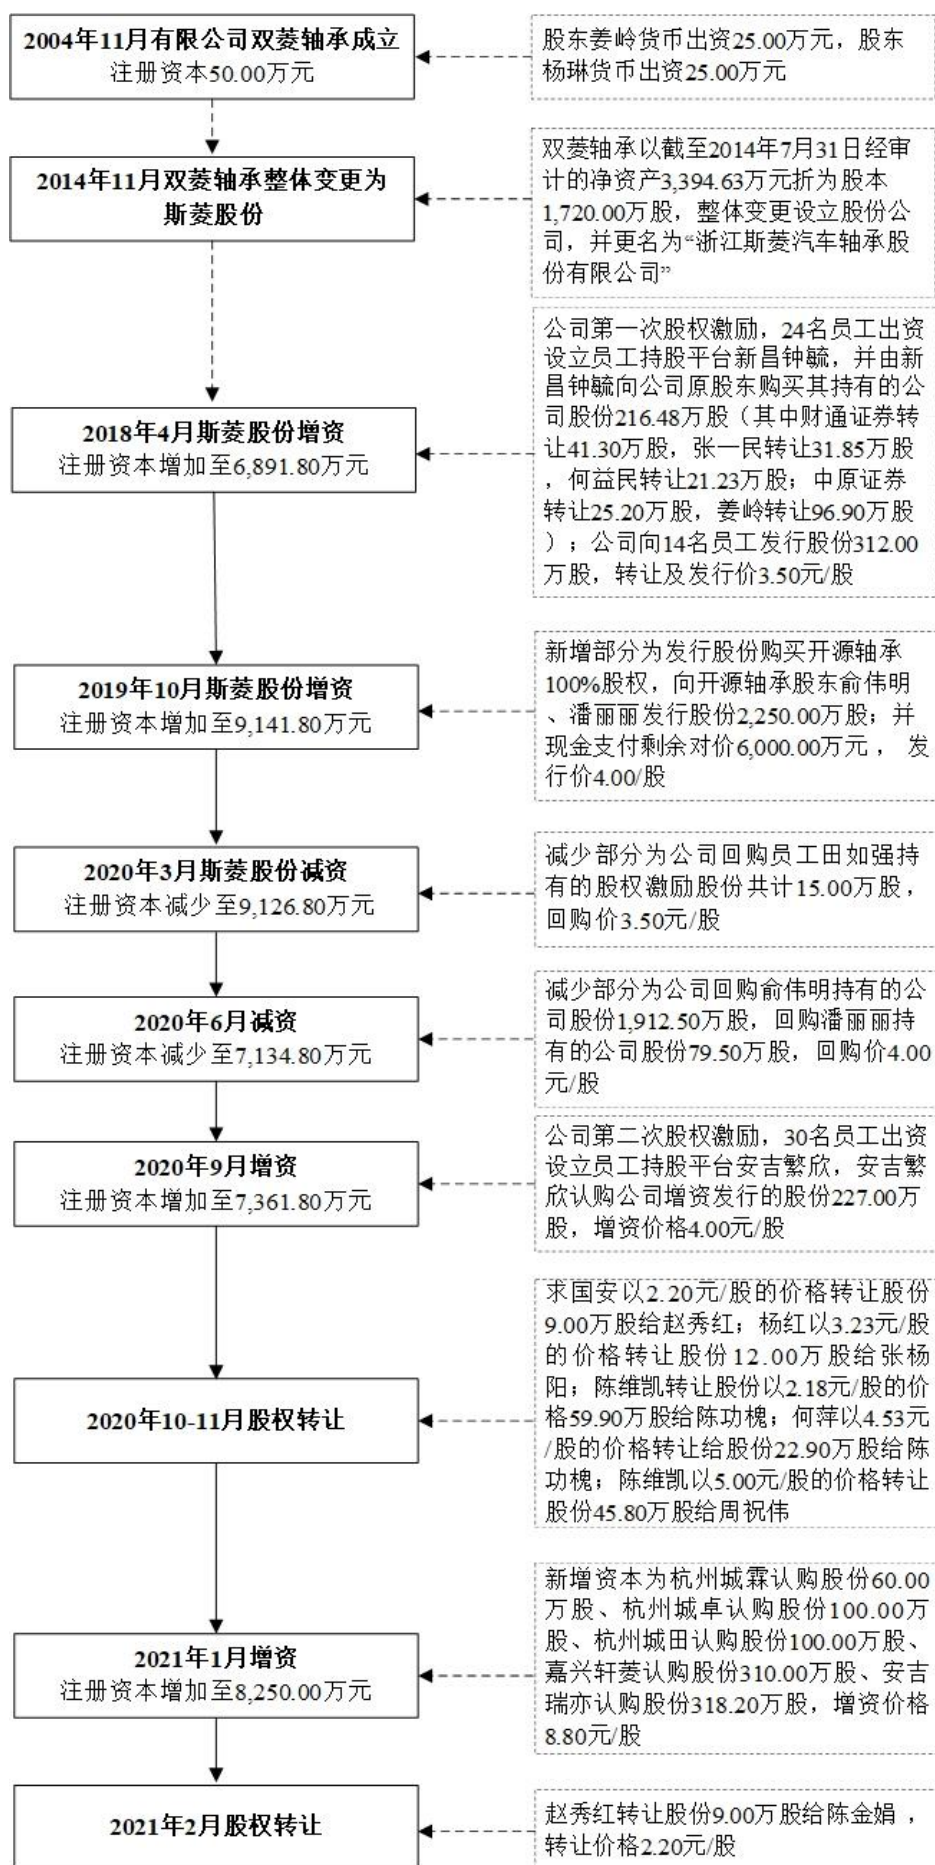 2004年11月有限公司双菱轴承成立
注册资本50.00万元
股东姜岭货币出资25.00万元，股东
杨琳货币出资25.00万元
2014年11月双菱轴承整体变更为
斯菱股份
双菱轴承以截至2014年7月31日经审
计的净资产3,394.63万元折为股本
1,720.00万股，整体变更设立股份公
司，并更名为“浙江斯菱汽车轴承股
份有限公司”
2018年4月斯菱股份增资
注册资本增加至6,891.80万元
公司第一次股权激励，24名员工出资
设立员工持股平台新昌钟毓，并由新
昌钟毓向公司原股东购买其持有的公
司股份216.48万股（其中财通证券转
让41.30万股，张一民转让31.85万股
，何益民转让21.23万股；中原证券
转让25.20万股，姜岭转让96.90万股
）；公司向14名员工发行股份312.00
万股，转让及发行价3.50元/股
2019年10月斯菱股份增资
注册资本增加至9,141.80万元
新增部分为发行股份购买开源轴承
100%股权，向开源轴承股东俞伟明
、潘丽丽发行股份2,250.00万股；并
现金支付剩余对价6,000.00万元， 发
行价4.00/股
2020年3月斯菱股份减资
注册资本减少至9,126.80万元
减少部分为公司回购员工田如强持
有的股权激励股份共计15.00万股，
回购价3.50元/股
2020年6月减资
注册资本减少至7,134.80万元
减少部分为公司回购俞伟明持有的公
司股份1,912.50万股，回购潘丽丽持
有的公司股份79.50万股，回购价4.00
元/股
2020年9月增资
注册资本增加至7,361.80万元
公司第二次股权激励，30名员工出资
设立员工持股平台安吉繁欣，安吉繁
欣认购公司增资发行的股份227.00万
股，增资价格4.00元/股
2020年10-11月股权转让
求国安以2.20元/股的价格转让股份
9.00万股给赵秀红；杨红以3.23元/股
的价格转让股份12.00万股给张杨
阳；陈维凯转让股份以2.18元/股的价
格59.90万股给陈功槐；何萍以4.53元
/股的价格转让给股份22.90万股给陈
功槐；陈维凯以5.00元/股的价格转让
股份45.80万股给周祝伟
2021年1月增资
注册资本增加至8,250.00万元
新增资本为杭州城霖认购股份60.00
万股、杭州城卓认购股份100.00万
股、杭州城田认购股份100.00万股、
嘉兴轩菱认购股份310.00万股、安吉
瑞亦认购股份318.20万股，增资价格
8.80元/股
2021年2月股权转让
赵秀红转让股份9.00万股给陈金娟，
转让价格2.20元/股